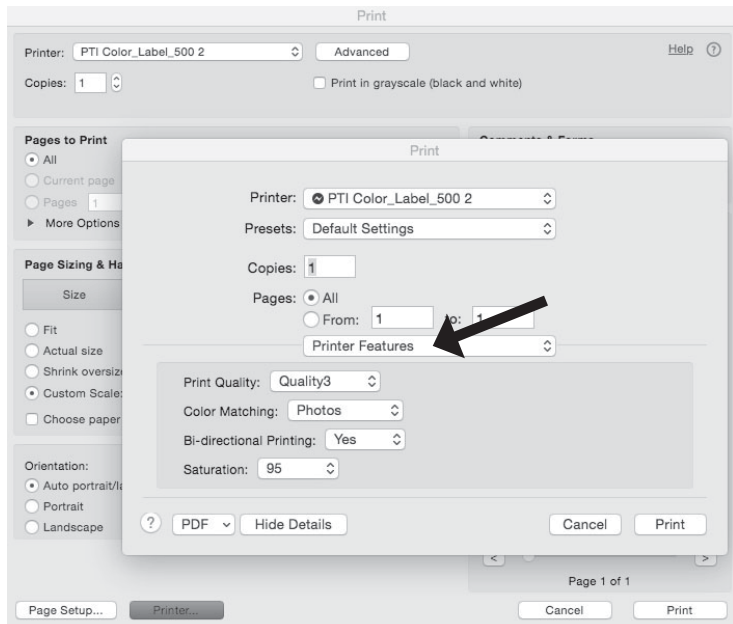 Print
Printer: PTI Color_Label_500 2 Advanced Help ?
Copies: 1 Print in grayscale (black and white)
Pages to Print
All
Current page
Pages 1
More Options
Page Sizing & Ha
Size
Fit
Actual size
Shrink oversize
Custom Scale:
Choose paper
Orientation:
Auto portrait/la
Portrait
Landscape
Comments & Forms
Print
Printer: PTI Color_Label_500 2
Presets: Default Settings
Copies: 1
Pages: All
From: 1 to: 1
Printer Features
Print Quality: Quality3
Color Matching: Photos
Bi-directional Printing: Yes
Saturation: 95
? PDF Hide Details Cancel Print
< >
Page 1 of 1
Page Setup... Printer... Cancel Print